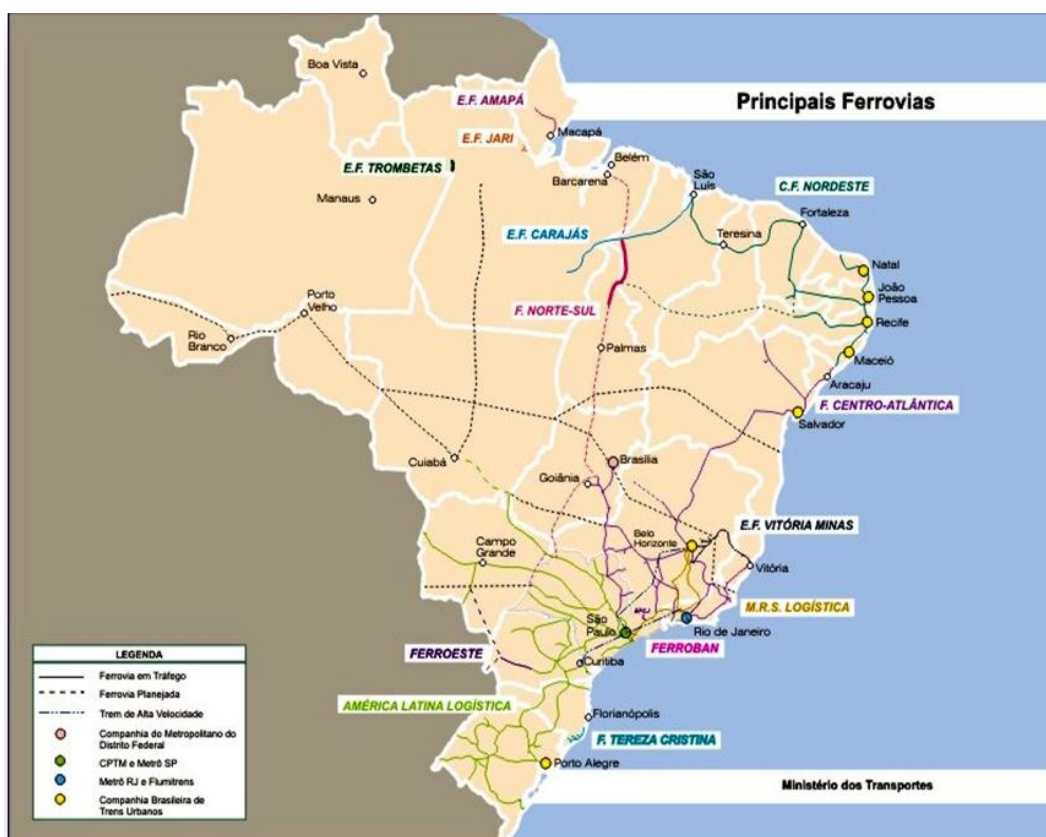 Principais Ferrovias
Boa Vista
E.F. AMAPÁ
Macapá
E.F. JARI
Belém
E.F. TROMBETAS
Barcarena
São
Luis
C.F. NORDESTE
Manaus
Fortaleza
Teresina
E.F. CARAJÁS
Natal
João
Pessoa
Porto
Velho
F. NORTE-SUL
Recife
Rio
Branco
Palmas
Maceió
Aracaju
F. CENTRO-ATLÂNTICA
Salvador
Cuiabá
Brasília
Goiânia
E.F. VITÓRIA MINAS
Belo
Horizonte
Campo
Grande
Vitória
M.R.S. LOGÍSTICA
São
Paulo
Rio de Janeiro
FERROBAN
FERROESTE
Curitiba
AMÉRICA LATINA LOGÍSTICA
Florianópolis
F. TEREZA CRISTINA
Porto Alegre
LEGENDA
Ferrovia em Tráfego
Ferrovia Planejada
Trem de Alta Velocidade
Companhia do Metropolitano do
Distrito Federal
CPTM e Metrô SP
Metrô RJ e Flumitrens
Companhia Brasileira de
Trens Urbanos
Ministério dos Transportes